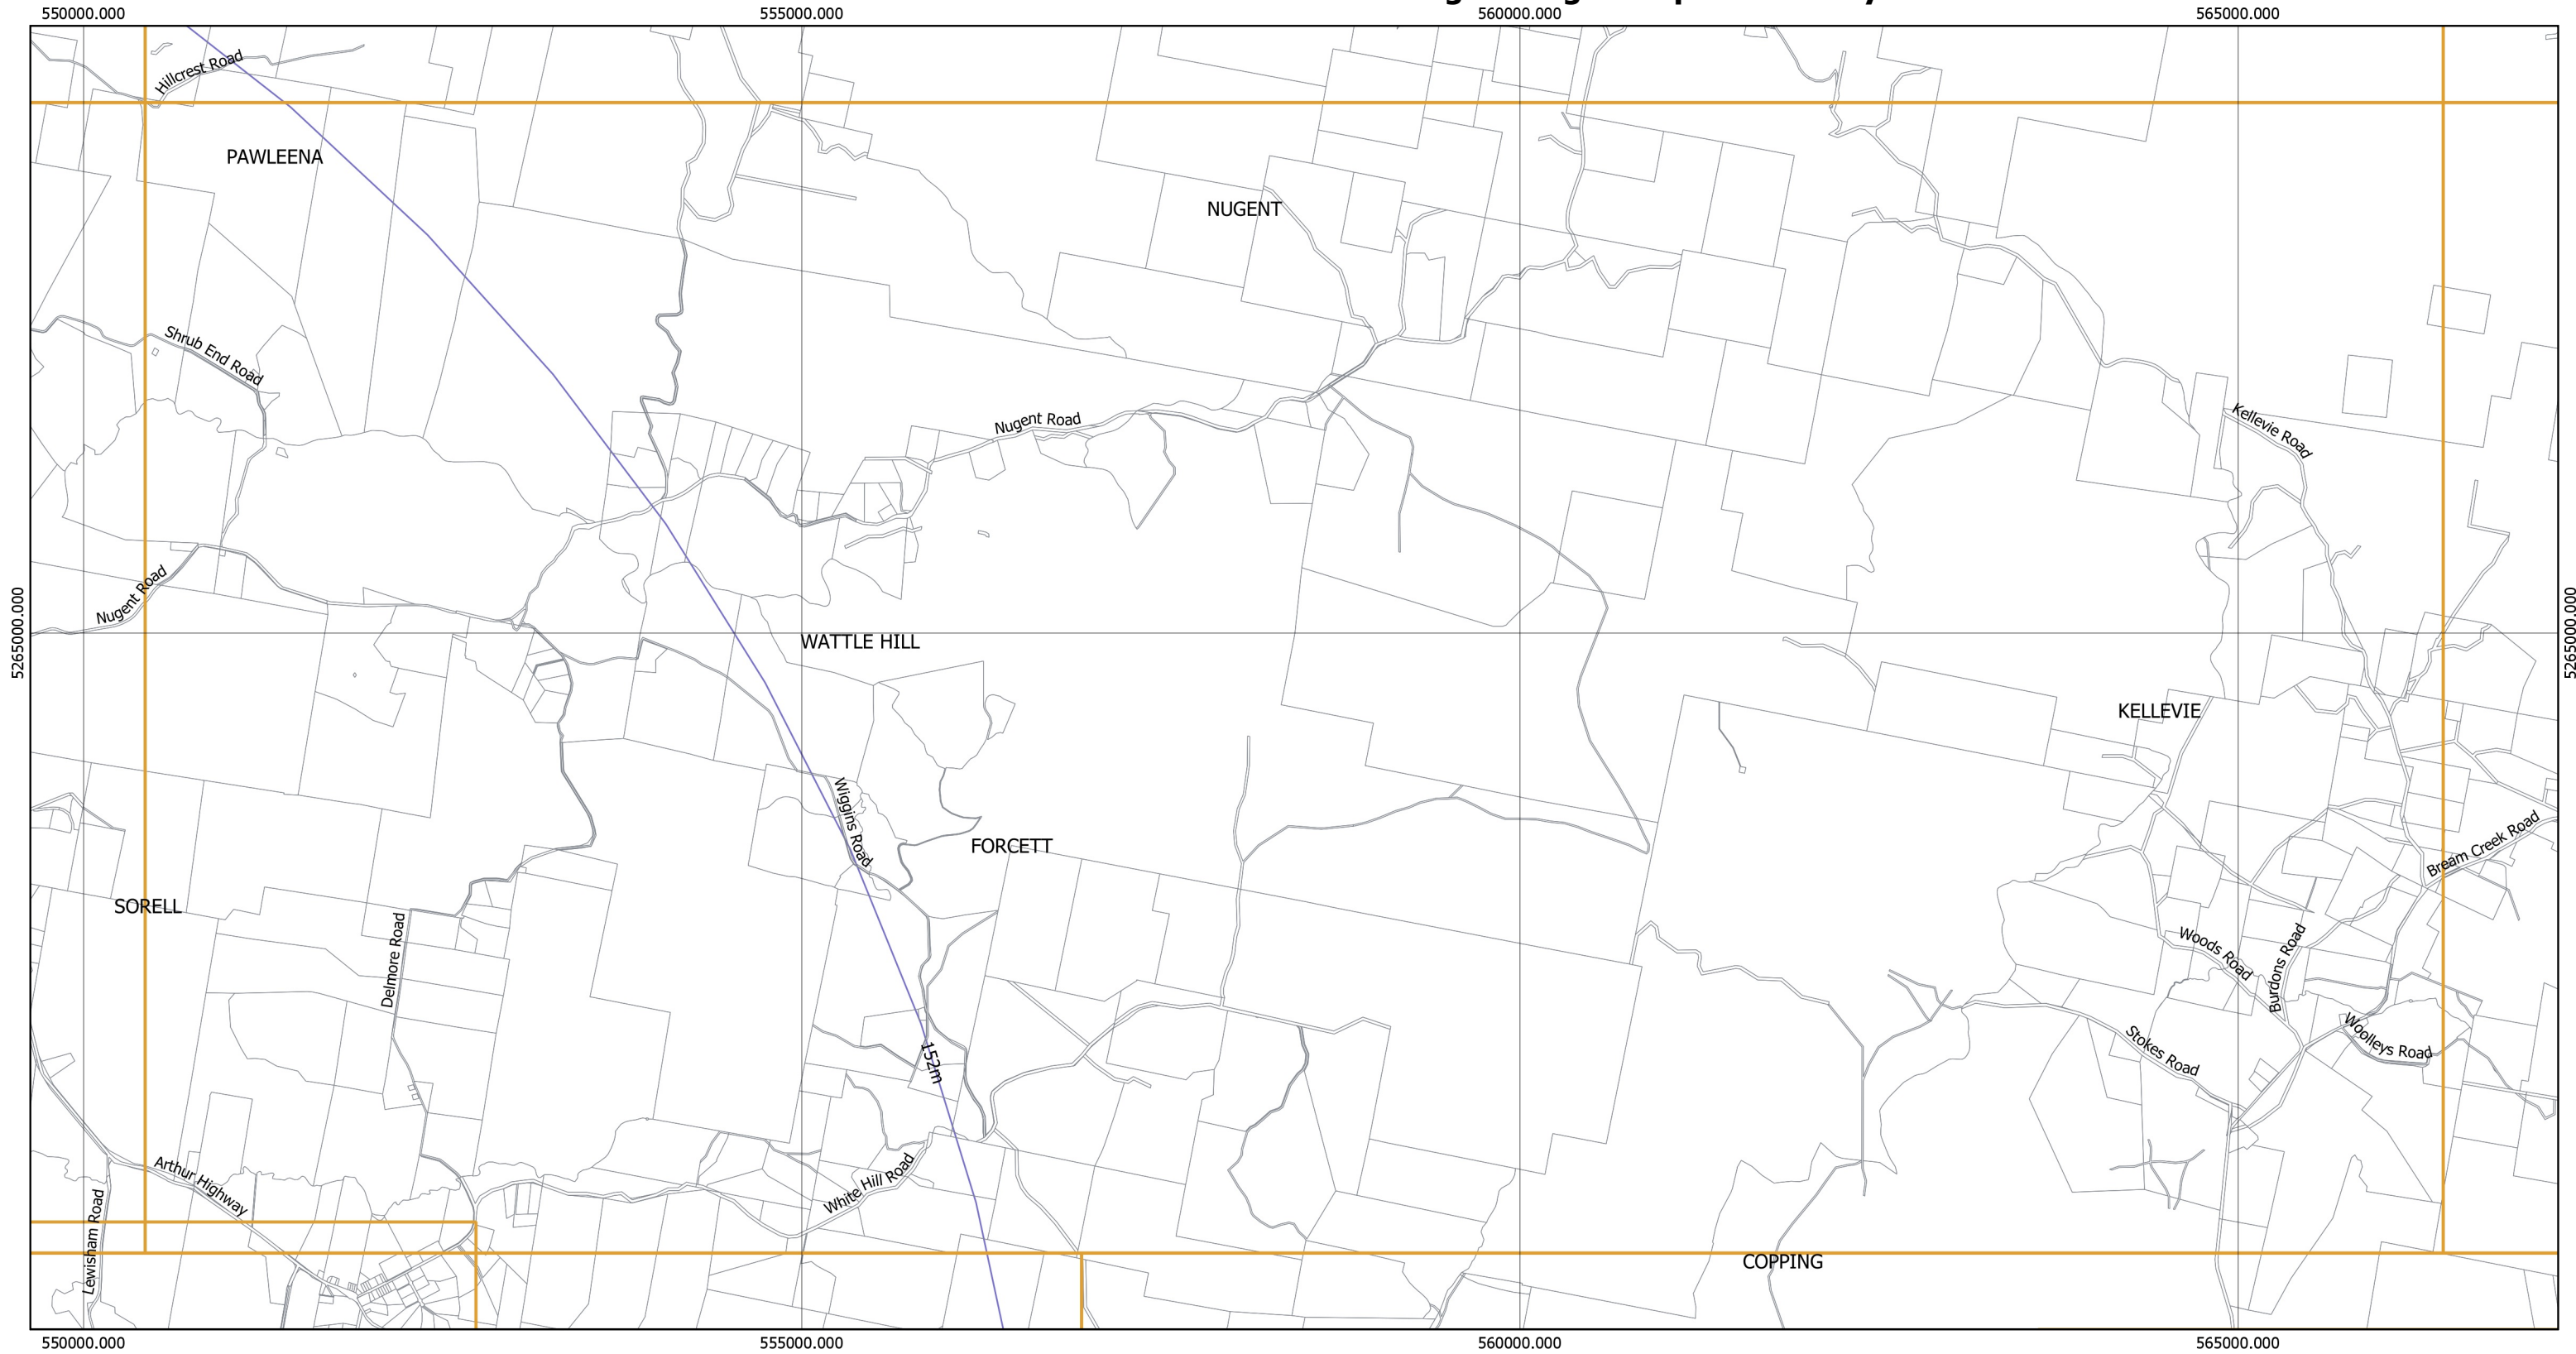 550000.000
555000.000
560000.000
565000.000
Hillcrest Road
PAWLEENA
NUGENT
Shrub End Road
Nugent Road
Kellevie Road
Nugent Road
5265000.000
5265000.000
WATTLE HILL
KELLEVIE
Wiggins Road
FORCETT
Bream Creek Road
SORELL
Delmore Road
Woods Road
Burdons Road
152m
Stokes Road
Woolleys Road
Arthur Highway
White Hill Road
Lewisham Road
COPPING
550000.000
555000.000
560000.000
565000.000